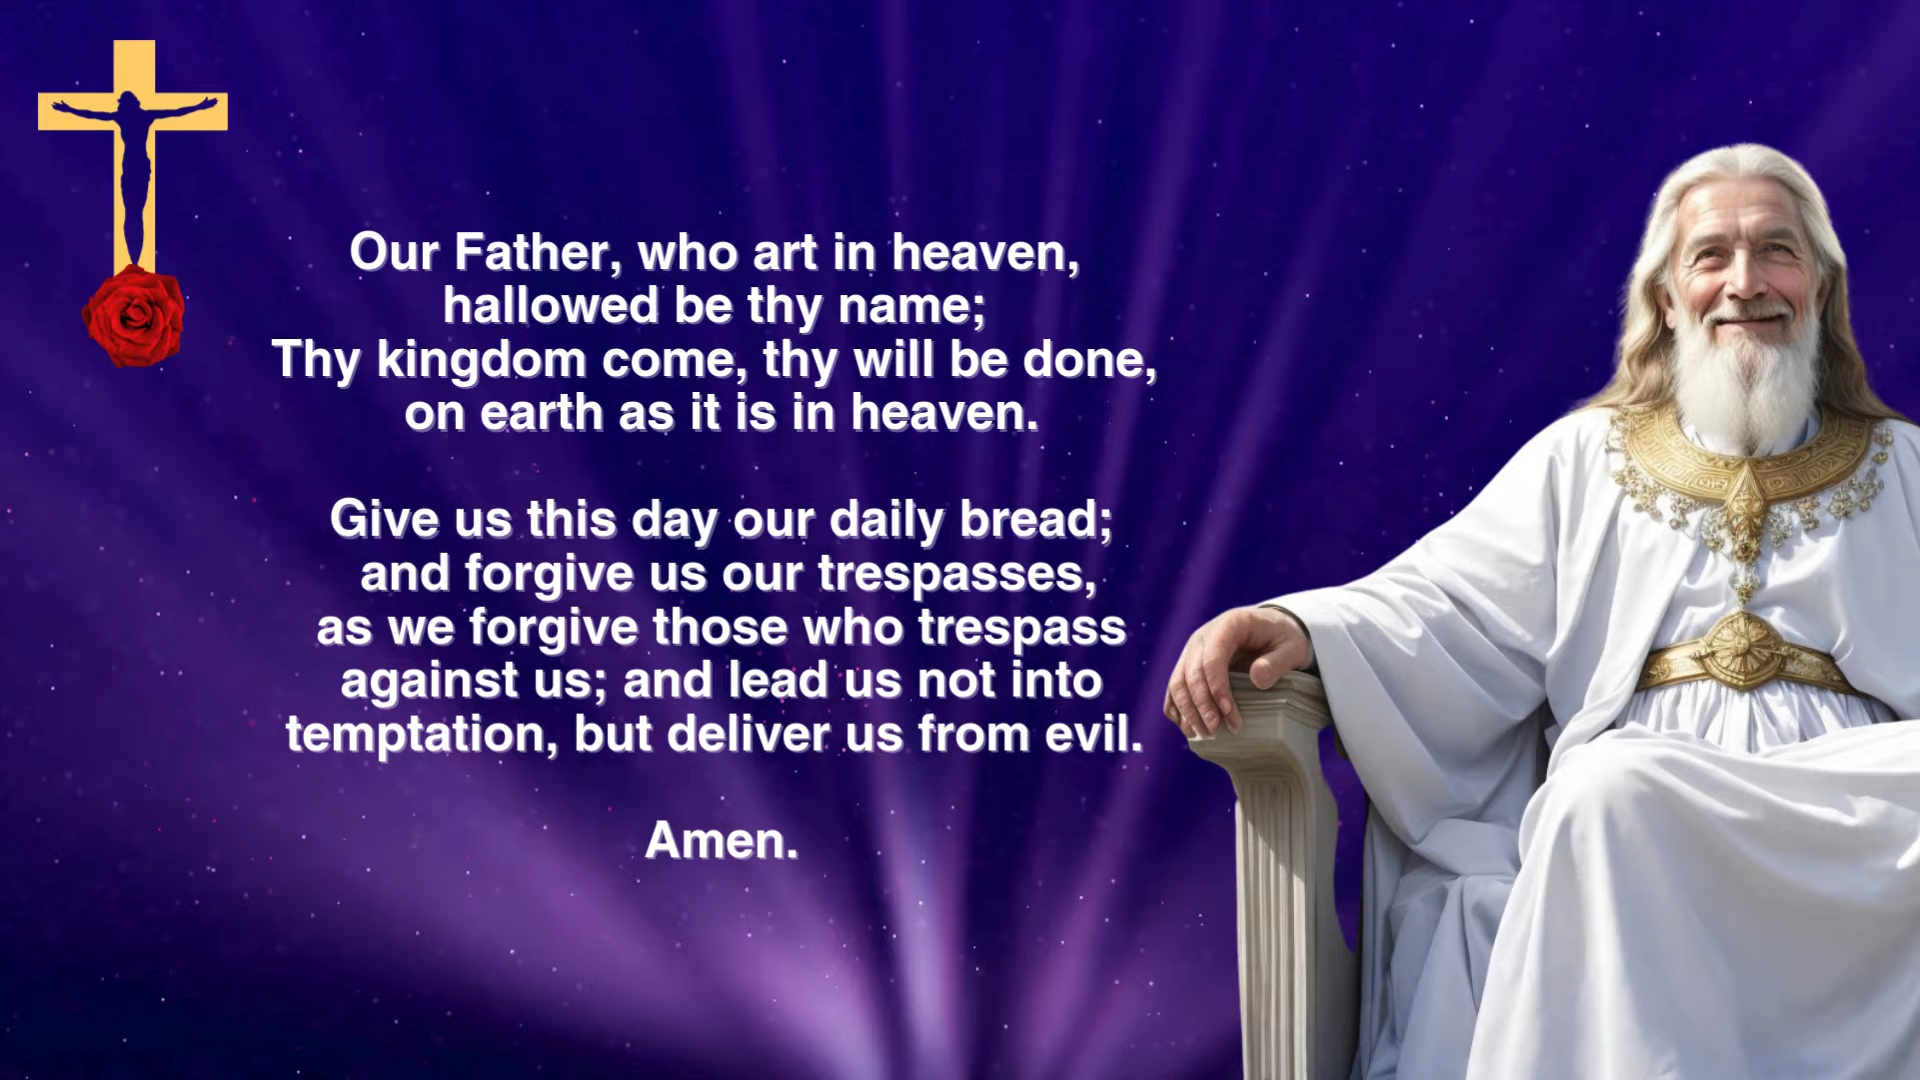 Our Father, who art in heaven,
hallowed be thy name;
Thy kingdom come, thy will be done,
on earth as it is in heaven.
Give us this day our daily bread;
and forgive us our trespasses,
as we forgive those who trespass
against us; and lead us not into
temptation, but deliver us from evil.
Amen.